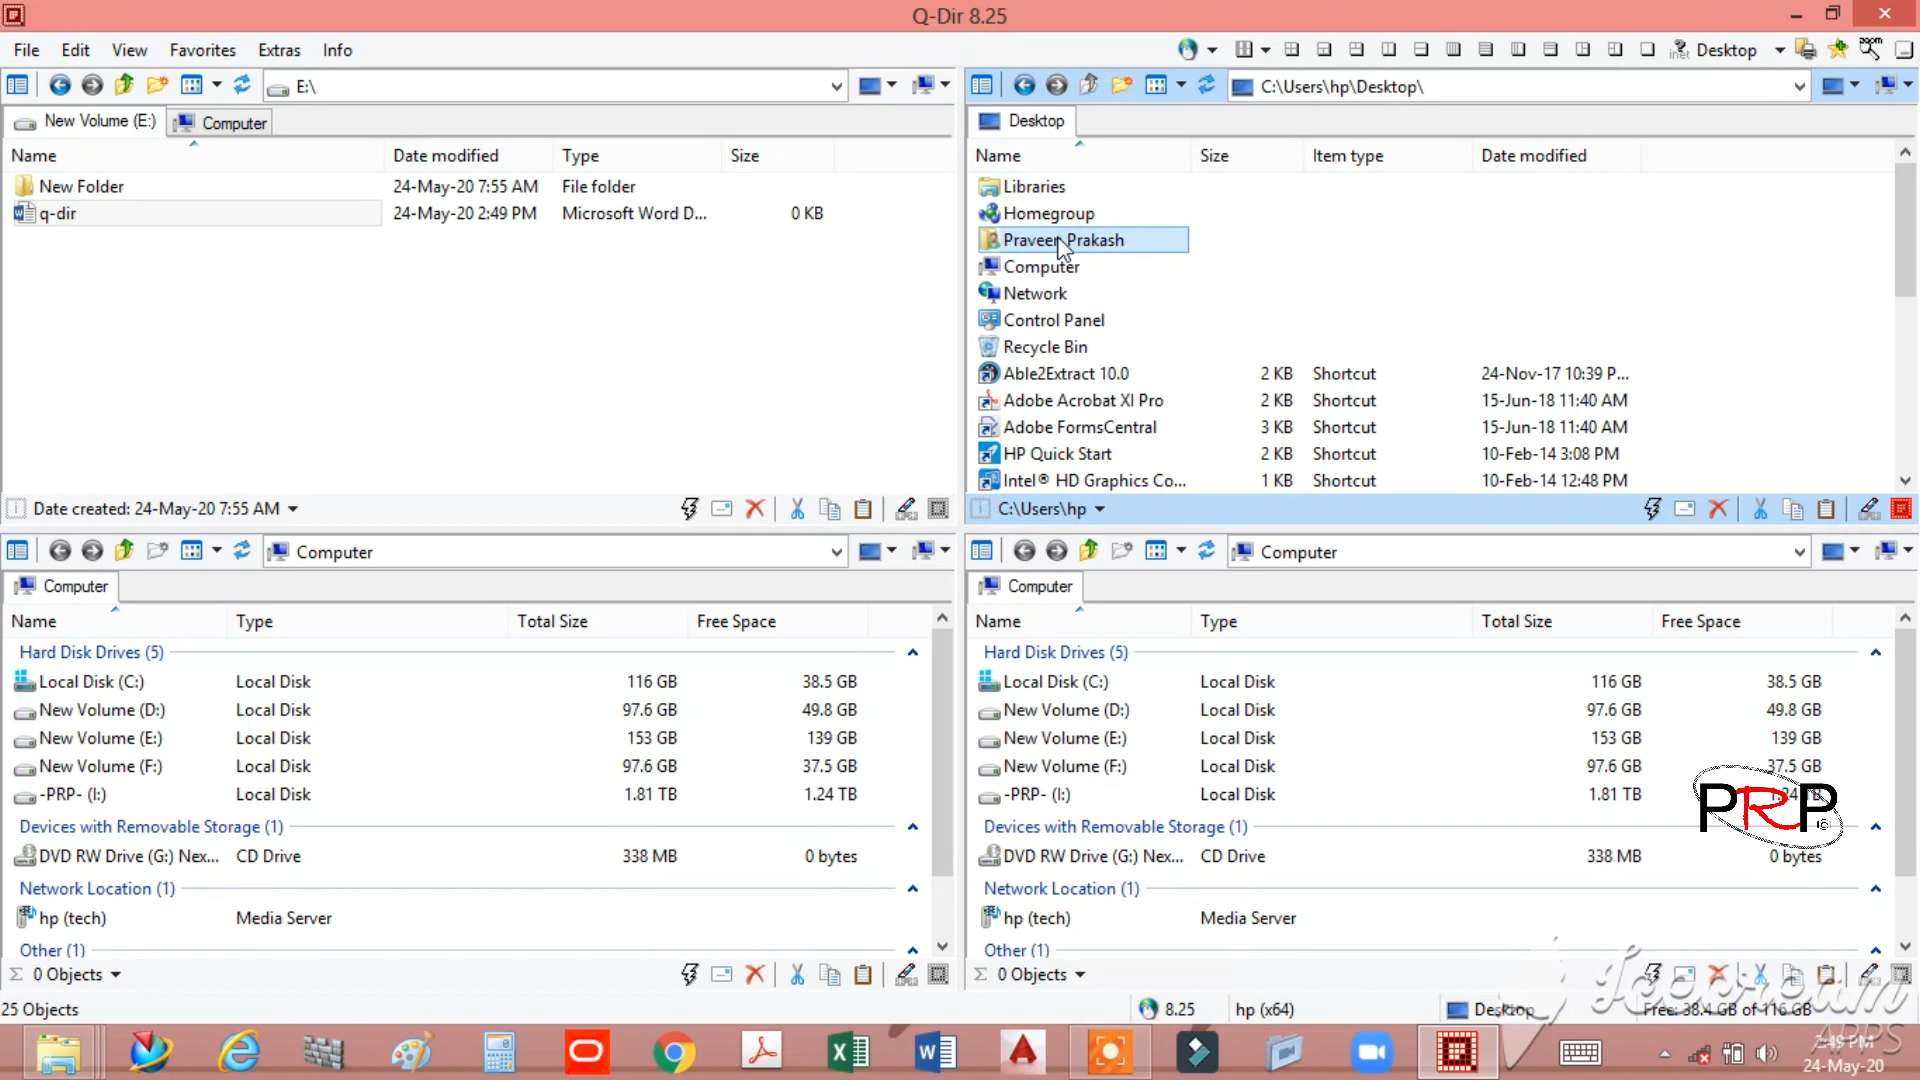 Q-Dir 8.25
File Edit View Favorites Extras Info
Desktop
E:\
C:\Users\hp\Desktop\
New Volume (E:) Computer
Desktop
Name Date modified Type Size
New Folder 24-May-20 7:55 AM File folder
q-dir 24-May-20 2:49 PM Microsoft Word D... 0 KB
Name Size Item type Date modified
Libraries
Homegroup
Praveen Prakash
Computer
Network
Control Panel
Recycle Bin
Able2Extract 10.0 2 KB Shortcut 24-Nov-17 10:39 P...
Adobe Acrobat XI Pro 2 KB Shortcut 15-Jun-18 11:40 AM
Adobe FormsCentral 3 KB Shortcut 15-Jun-18 11:40 AM
HP Quick Start 2 KB Shortcut 10-Feb-14 3:08 PM
Intel® HD Graphics Co... 1 KB Shortcut 10-Feb-14 12:48 PM
Date created: 24-May-20 7:55 AM
C:\Users\hp
Computer
Computer
Name Type Total Size Free Space
Hard Disk Drives (5)
Local Disk (C:) Local Disk 116 GB 38.5 GB
New Volume (D:) Local Disk 97.6 GB 49.8 GB
New Volume (E:) Local Disk 153 GB 139 GB
New Volume (F:) Local Disk 97.6 GB 37.5 GB
-PRP- (I:) Local Disk 1.81 TB 1.24 TB
Devices with Removable Storage (1)
DVD RW Drive (G:) Nex... CD Drive 338 MB 0 bytes
Network Location (1)
hp (tech) Media Server
Other (1)
0 Objects
Computer
Computer
Name Type Total Size Free Space
Hard Disk Drives (5)
Local Disk (C:) Local Disk 116 GB 38.5 GB
New Volume (D:) Local Disk 97.6 GB 49.8 GB
New Volume (E:) Local Disk 153 GB 139 GB
New Volume (F:) Local Disk 97.6 GB 37.5 GB
-PRP- (I:) Local Disk 1.81 TB 1.24 TB
PRP
Devices with Removable Storage (1)
DVD RW Drive (G:) Nex... CD Drive 338 MB 0 bytes
Network Location (1)
hp (tech) Media Server
Other (1)
0 Objects
25 Objects 8.25 hp (x64) Desktop Free: 38.4 GB of 116 GB
APPS
2:49 PM
24-May-20